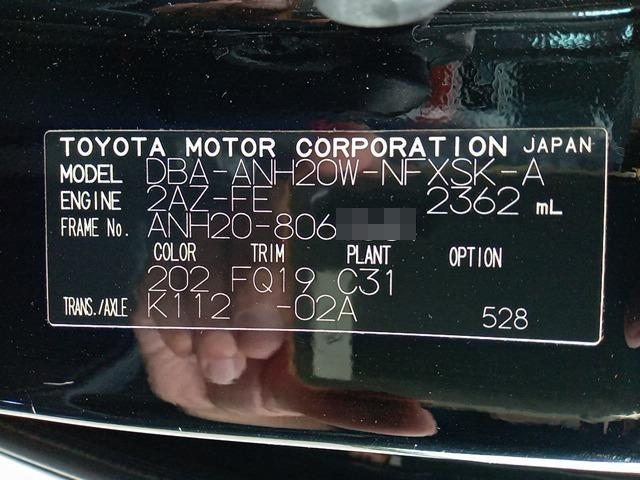 TOYOTA MOTOR CORPORATION JAPAN
MODEL DBA-ANH20W-NFXSK-A
ENGINE 2AZ-FE 2362 mL
FRAME No. ANH20-806
COLOR TRIM PLANT OPTION
202 FQ19 C31
TRANS./AXLE K112 -02A 528